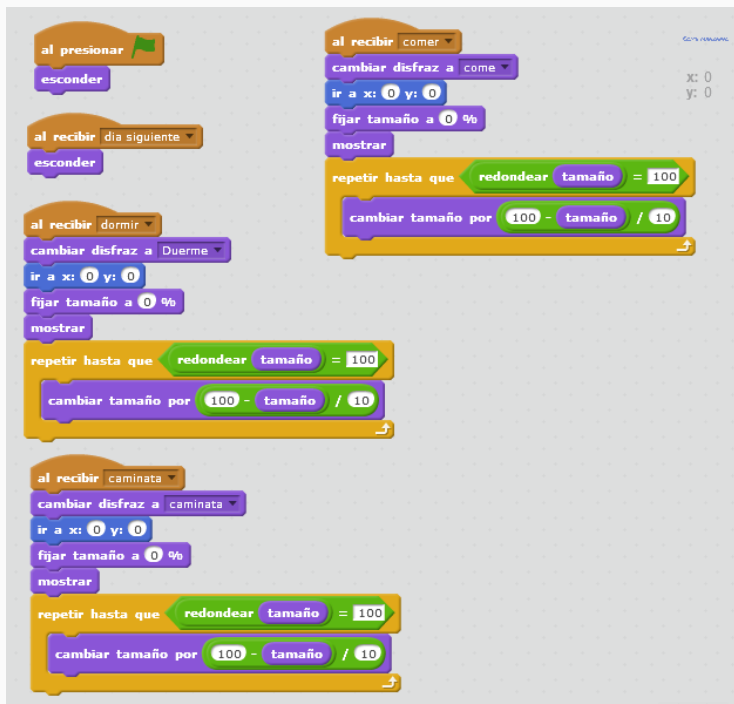 al presionar
esconder
al recibir dia siguiente
esconder
al recibir dormir
cambiar disfraz a Duerme
ir a x: 0 y: 0
fijar tamaño a 0 %
mostrar
repetir hasta que redondear tamaño = 100
cambiar tamaño por 100 - tamaño / 10
al recibir caminata
cambiar disfraz a caminata
ir a x: 0 y: 0
fijar tamaño a 0 %
mostrar
repetir hasta que redondear tamaño = 100
cambiar tamaño por 100 - tamaño / 10
al recibir comer
cambiar disfraz a come
ir a x: 0 y: 0
fijar tamaño a 0 %
mostrar
repetir hasta que redondear tamaño = 100
cambiar tamaño por 100 - tamaño / 10
x: 0
y: 0